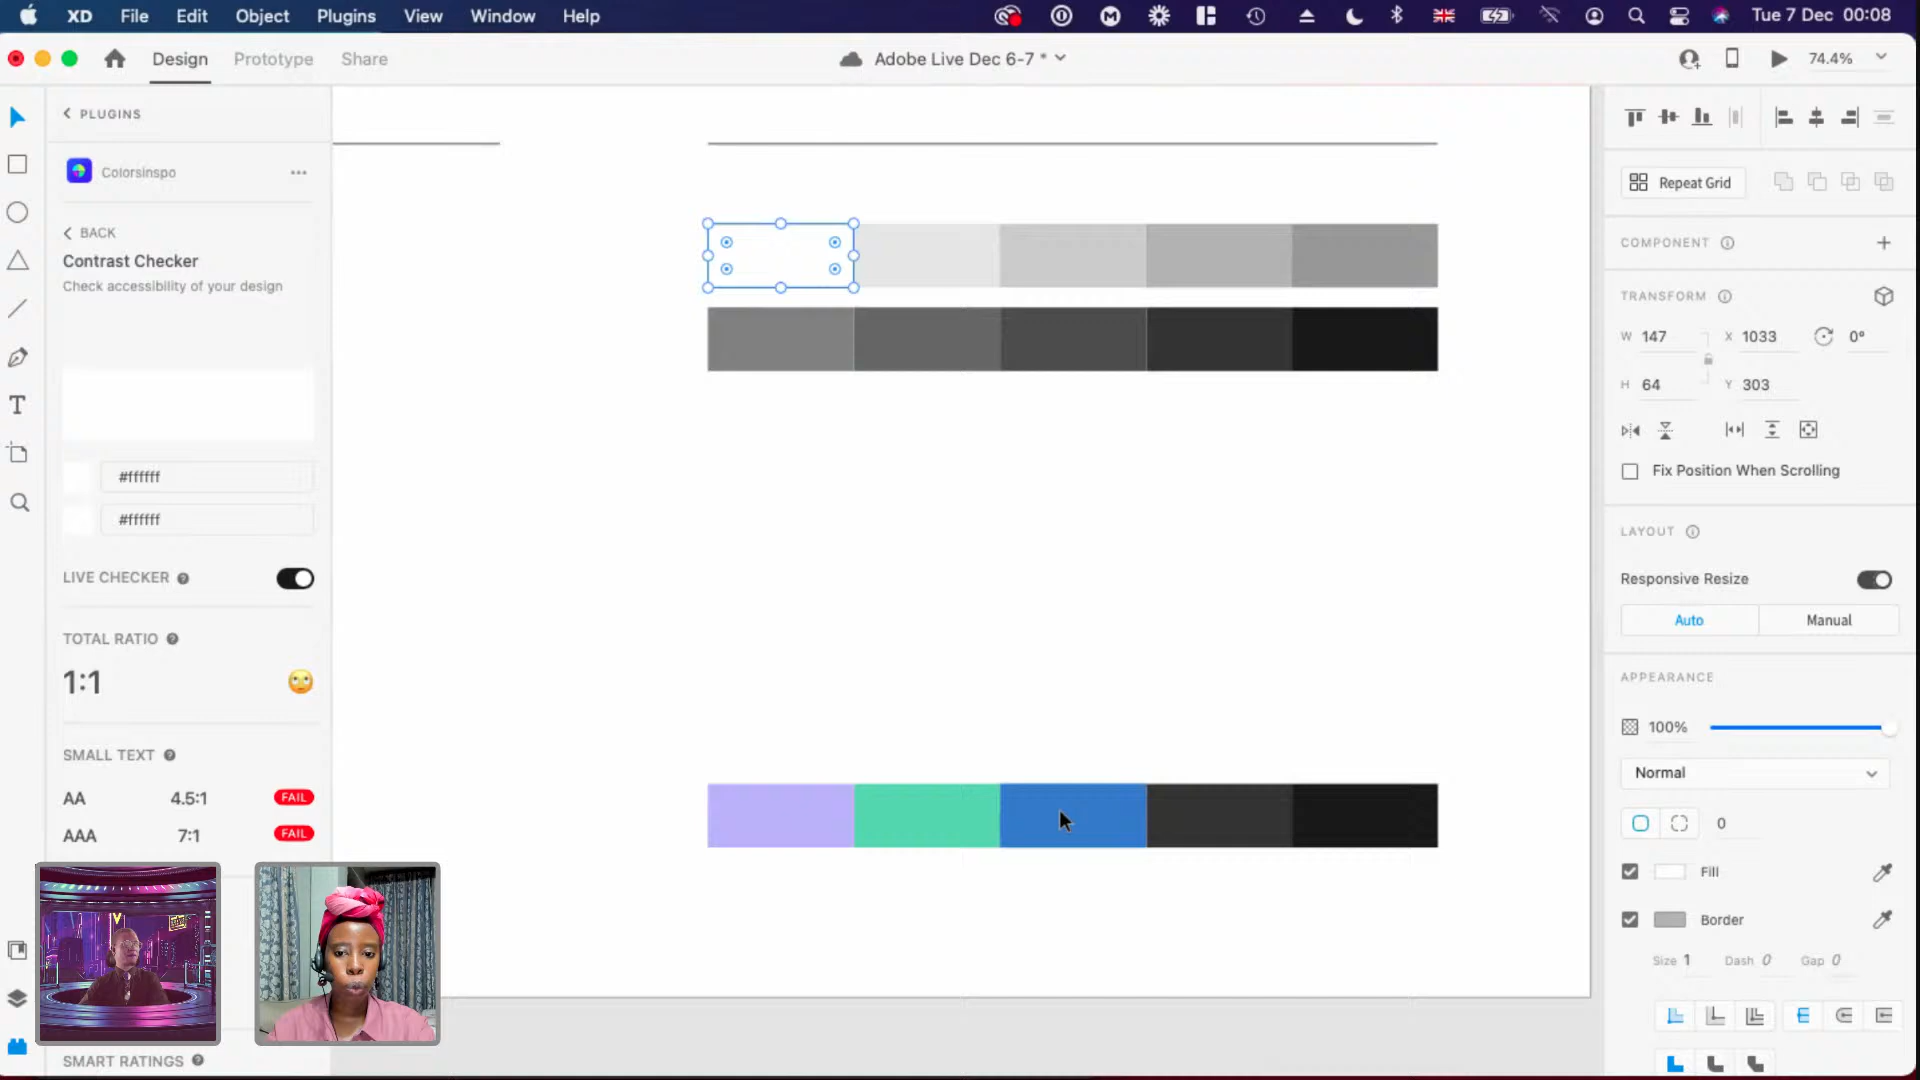 XD File Edit Object Plugins View Window Help
Tue 7 Dec 00:08
Design Prototype Share
Adobe Live Dec 6-7 *
74.4%
PLUGINS
Colorsinspo
BACK
Contrast Checker
Check accessibility of your design
#ffffff
#ffffff
LIVE CHECKER
TOTAL RATIO
1:1
SMALL TEXT
AA 4.5:1 FAIL
AAA 7:1 FAIL
SMART RATINGS
Repeat Grid
COMPONENT
TRANSFORM
W 147 X 1033 0°
H 64 Y 303
Fix Position When Scrolling
LAYOUT
Responsive Resize
Auto Manual
APPEARANCE
100%
Normal
0
Fill
Border
Size 1 Dash 0 Gap 0